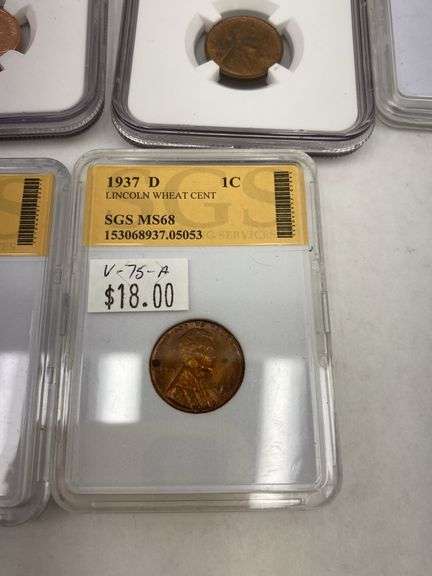 1937 D 1C
LINCOLN WHEAT CENT
SGS MS68
153068937.05053
V-75-A
$18.00